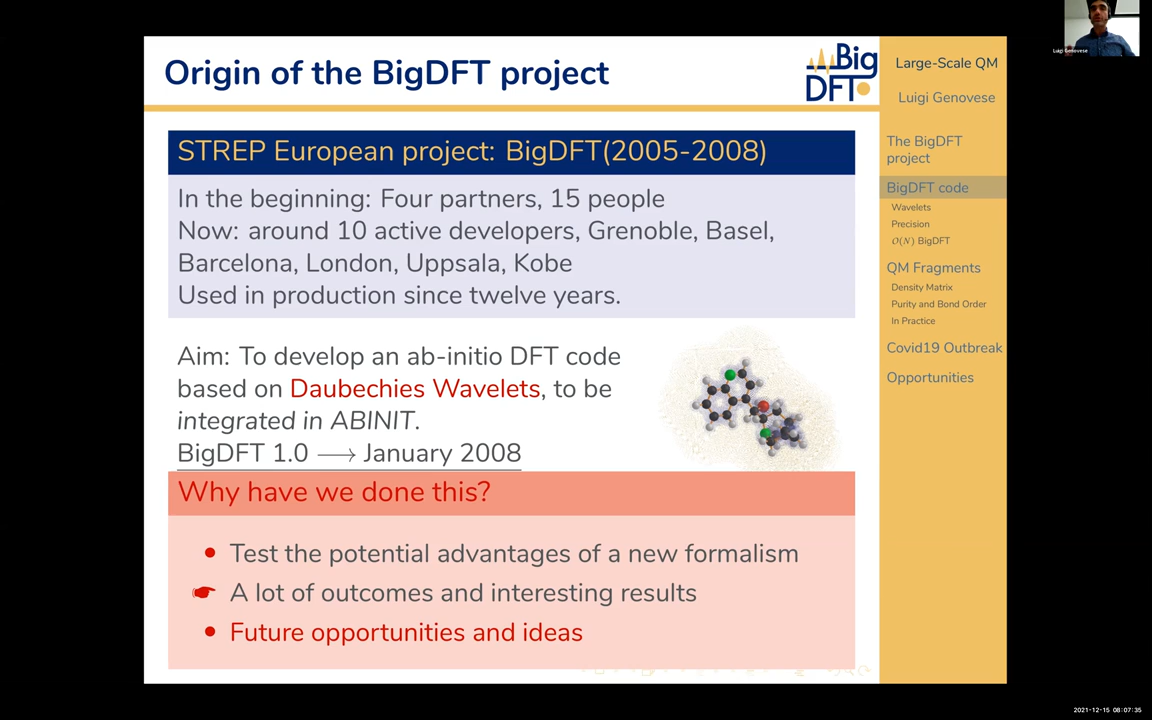 Origin of the BigDFT project
Big
DFT
STREP European project: BigDFT(2005-2008)
In the beginning: Four partners, 15 people
Now: around 10 active developers, Grenoble, Basel,
Barcelona, London, Uppsala, Kobe
Used in production since twelve years.
Aim: To develop an ab-initio DFT code
based on Daubechies Wavelets, to be
integrated in ABINIT.
BigDFT 1.0 ⟶ January 2008
Why have we done this?
• Test the potential advantages of a new formalism
☛ A lot of outcomes and interesting results
• Future opportunities and ideas
Large-Scale QM
Luigi Genovese
The BigDFT
project
BigDFT code
Wavelets
Precision
O(N) BigDFT
QM Fragments
Density Matrix
Purity and Bond Order
In Practice
Covid19 Outbreak
Opportunities
Luigi Genovese
2021-12-15 08:07:35